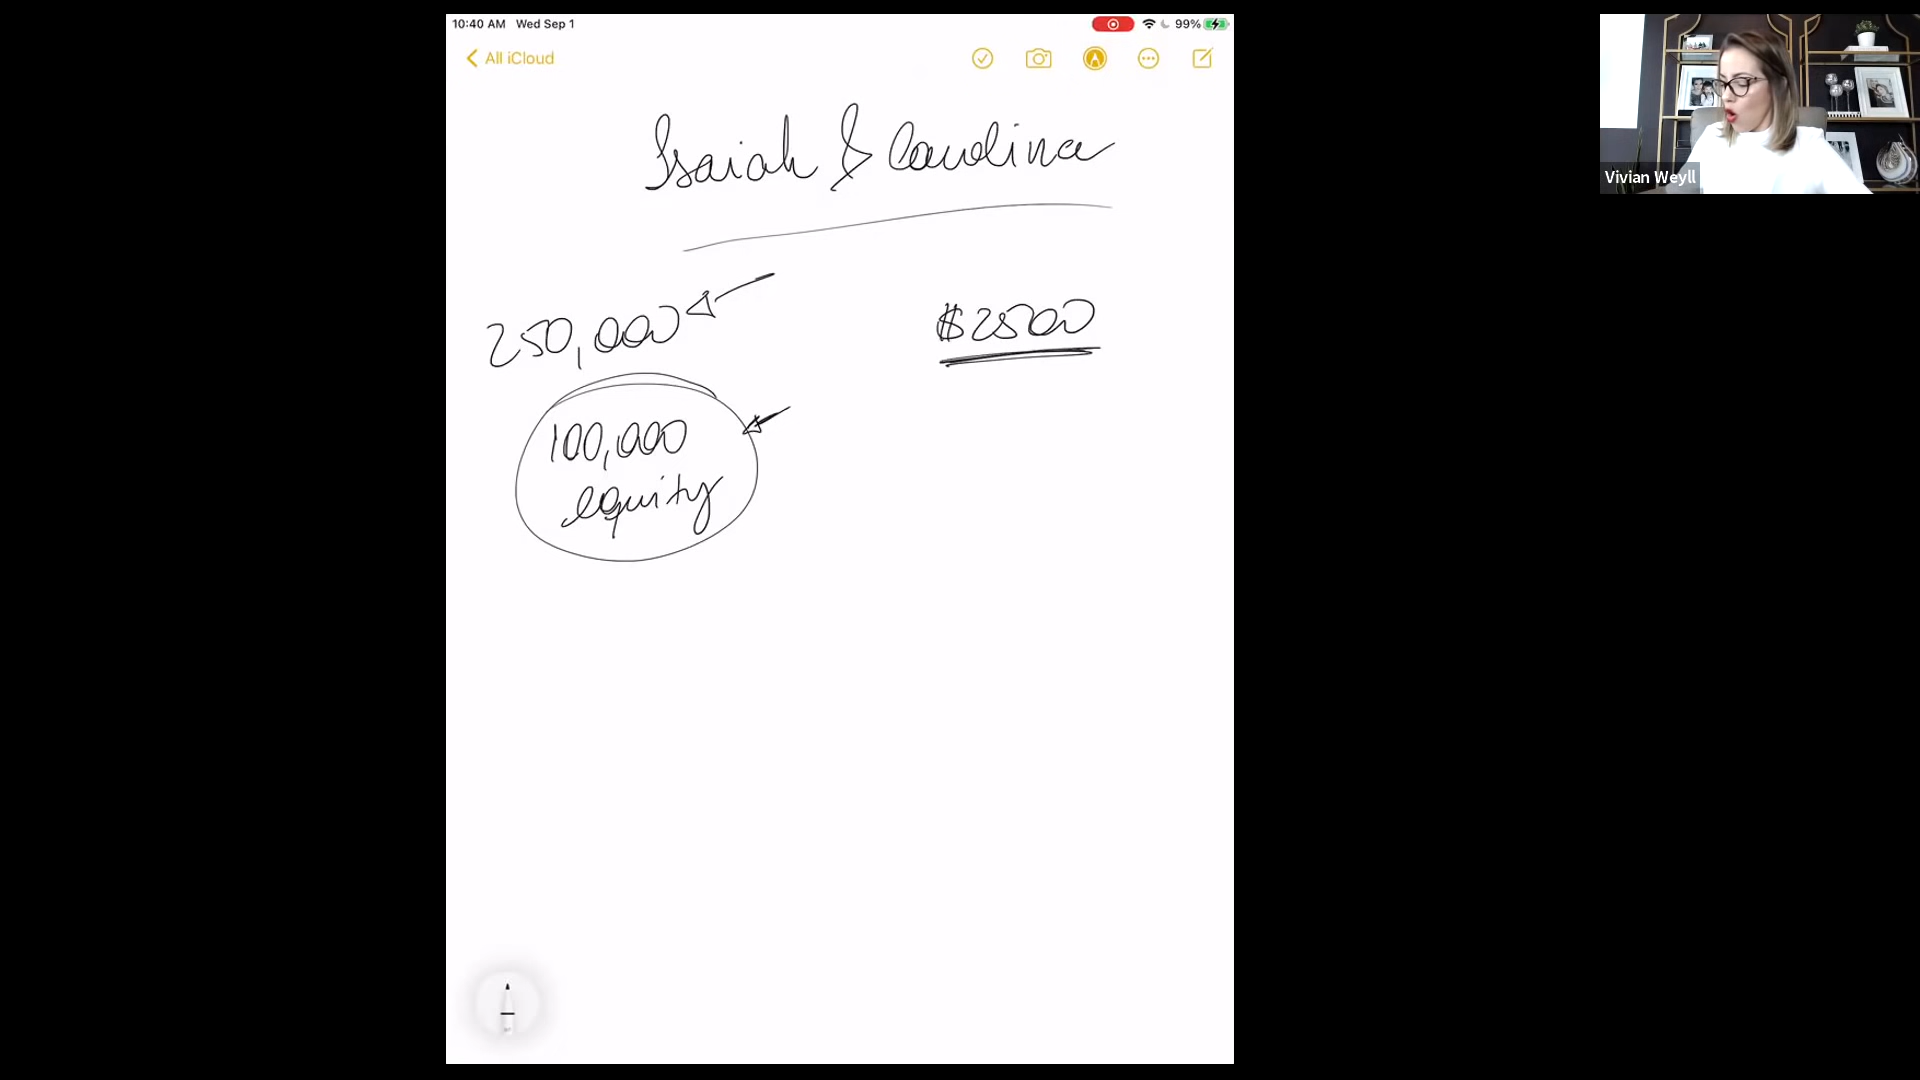 10:40 AM Wed Sep 1
99%
All iCloud
Isaiah & Carolina
250,000
$2500
100,000
equity
Vivian Weyll